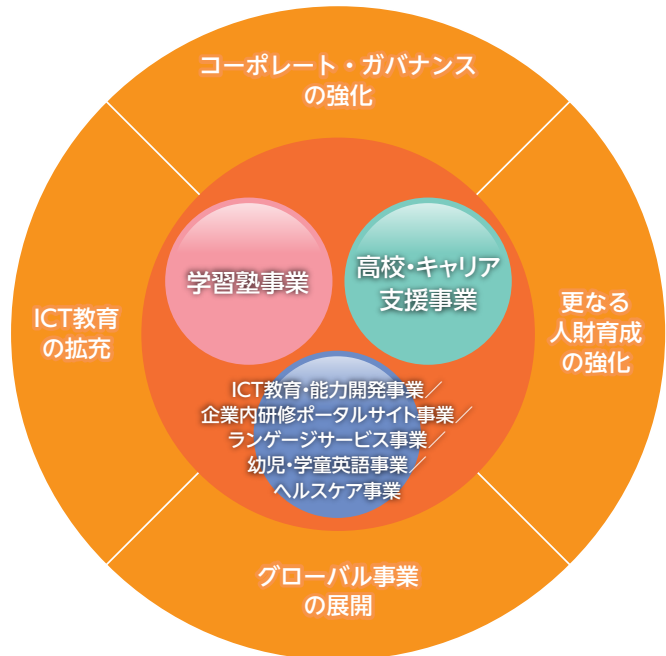 コーポレート・ガバナンス
の強化
学習塾事業
高校・キャリア
支援事業
ICT教育
の拡充
更なる
人財育成
の強化
ICT教育・能力開発事業／
企業内研修ポータルサイト事業／
ランゲージサービス事業／
幼児・学童英語事業／
ヘルスケア事業
グローバル事業
の展開